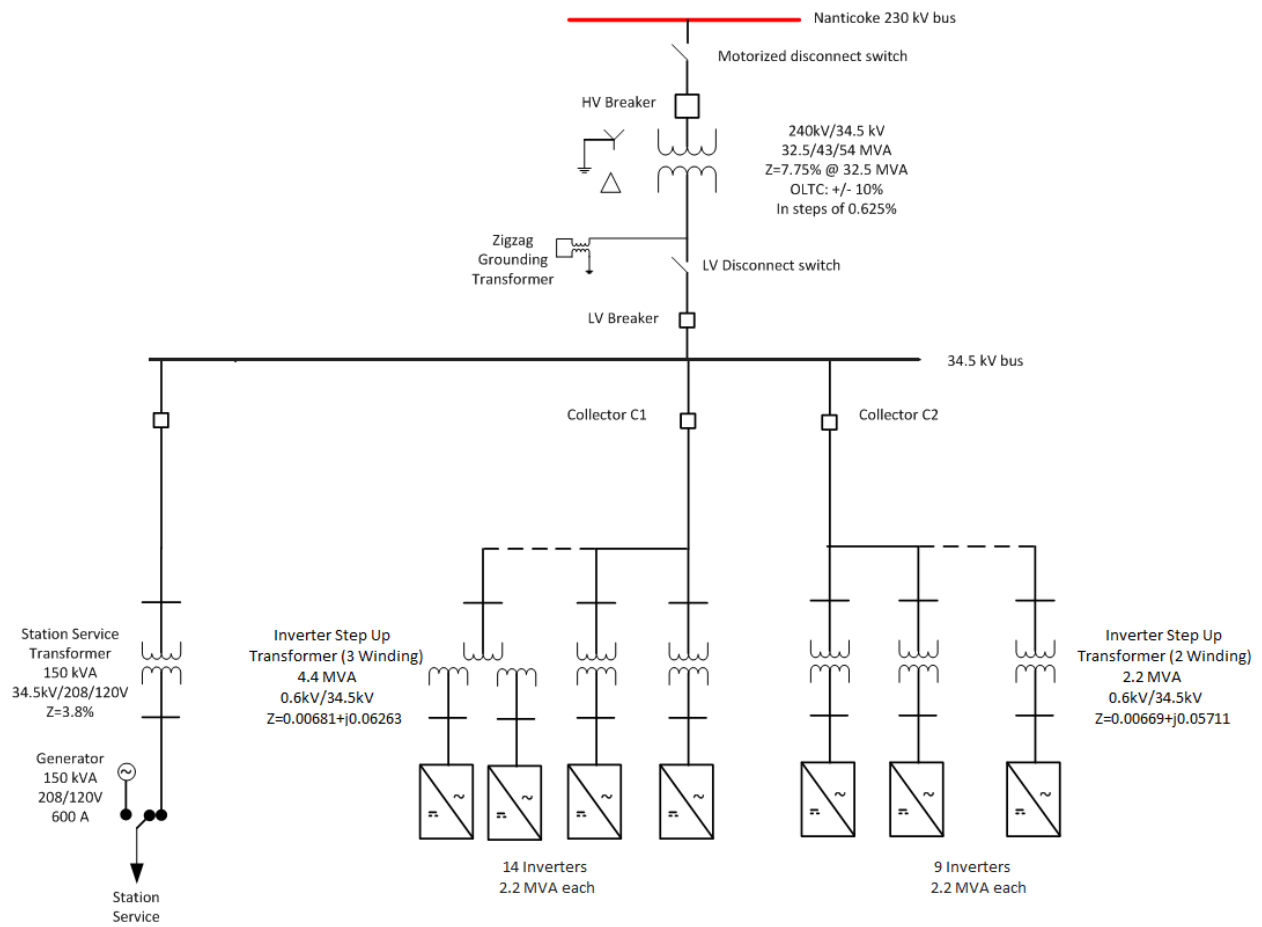 Nanticoke 230 kV bus
Motorized disconnect switch
HV Breaker
240kV/34.5 kV
32.5/43/54 MVA
Z=7.75% @ 32.5 MVA
OLTC: +/- 10%
In steps of 0.625%
Zigzag
Grounding
Transformer
LV Disconnect switch
LV Breaker
34.5 kV bus
Collector C1
Collector C2
Station Service
Transformer
150 kVA
34.5kV/208/120V
Z=3.8%
Inverter Step Up
Transformer (3 Winding)
4.4 MVA
0.6kV/34.5kV
Z=0.00681+j0.06263
Inverter Step Up
Transformer (2 Winding)
2.2 MVA
0.6kV/34.5kV
Z=0.00669+j0.05711
Generator
150 kVA
208/120V
600 A
14 Inverters
2.2 MVA each
9 Inverters
2.2 MVA each
Station
Service